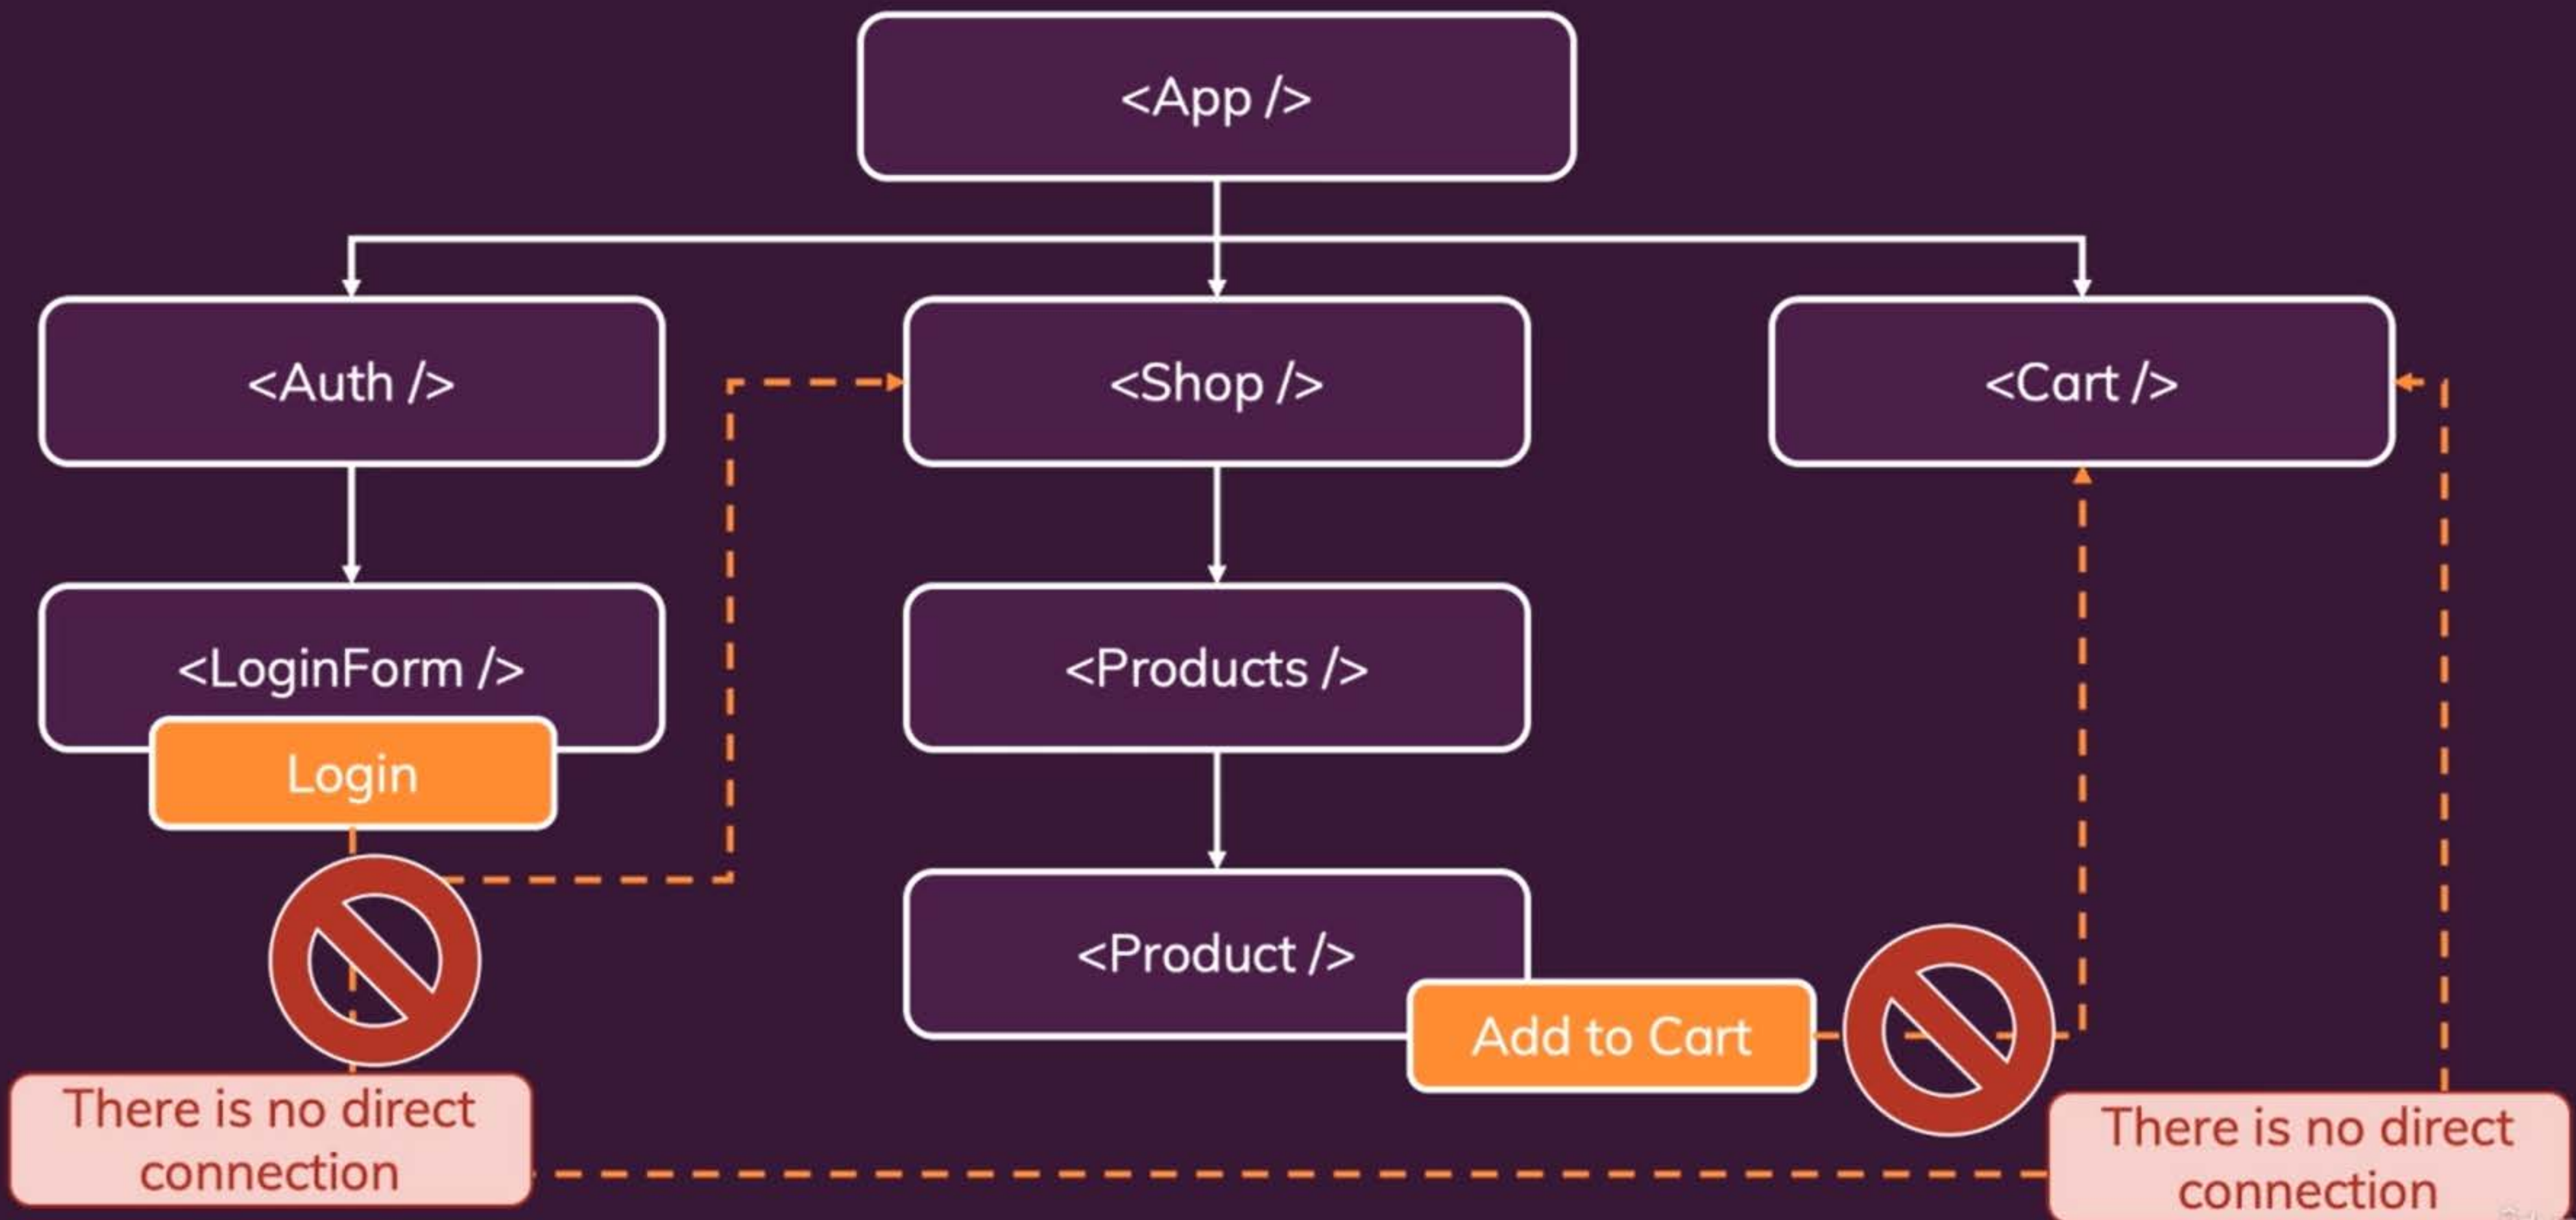 <App />
<Auth />
<Shop />
<Cart />
<LoginForm />
Login
<Products />
<Product />
Add to Cart
There is no direct
connection
There is no direct
connection